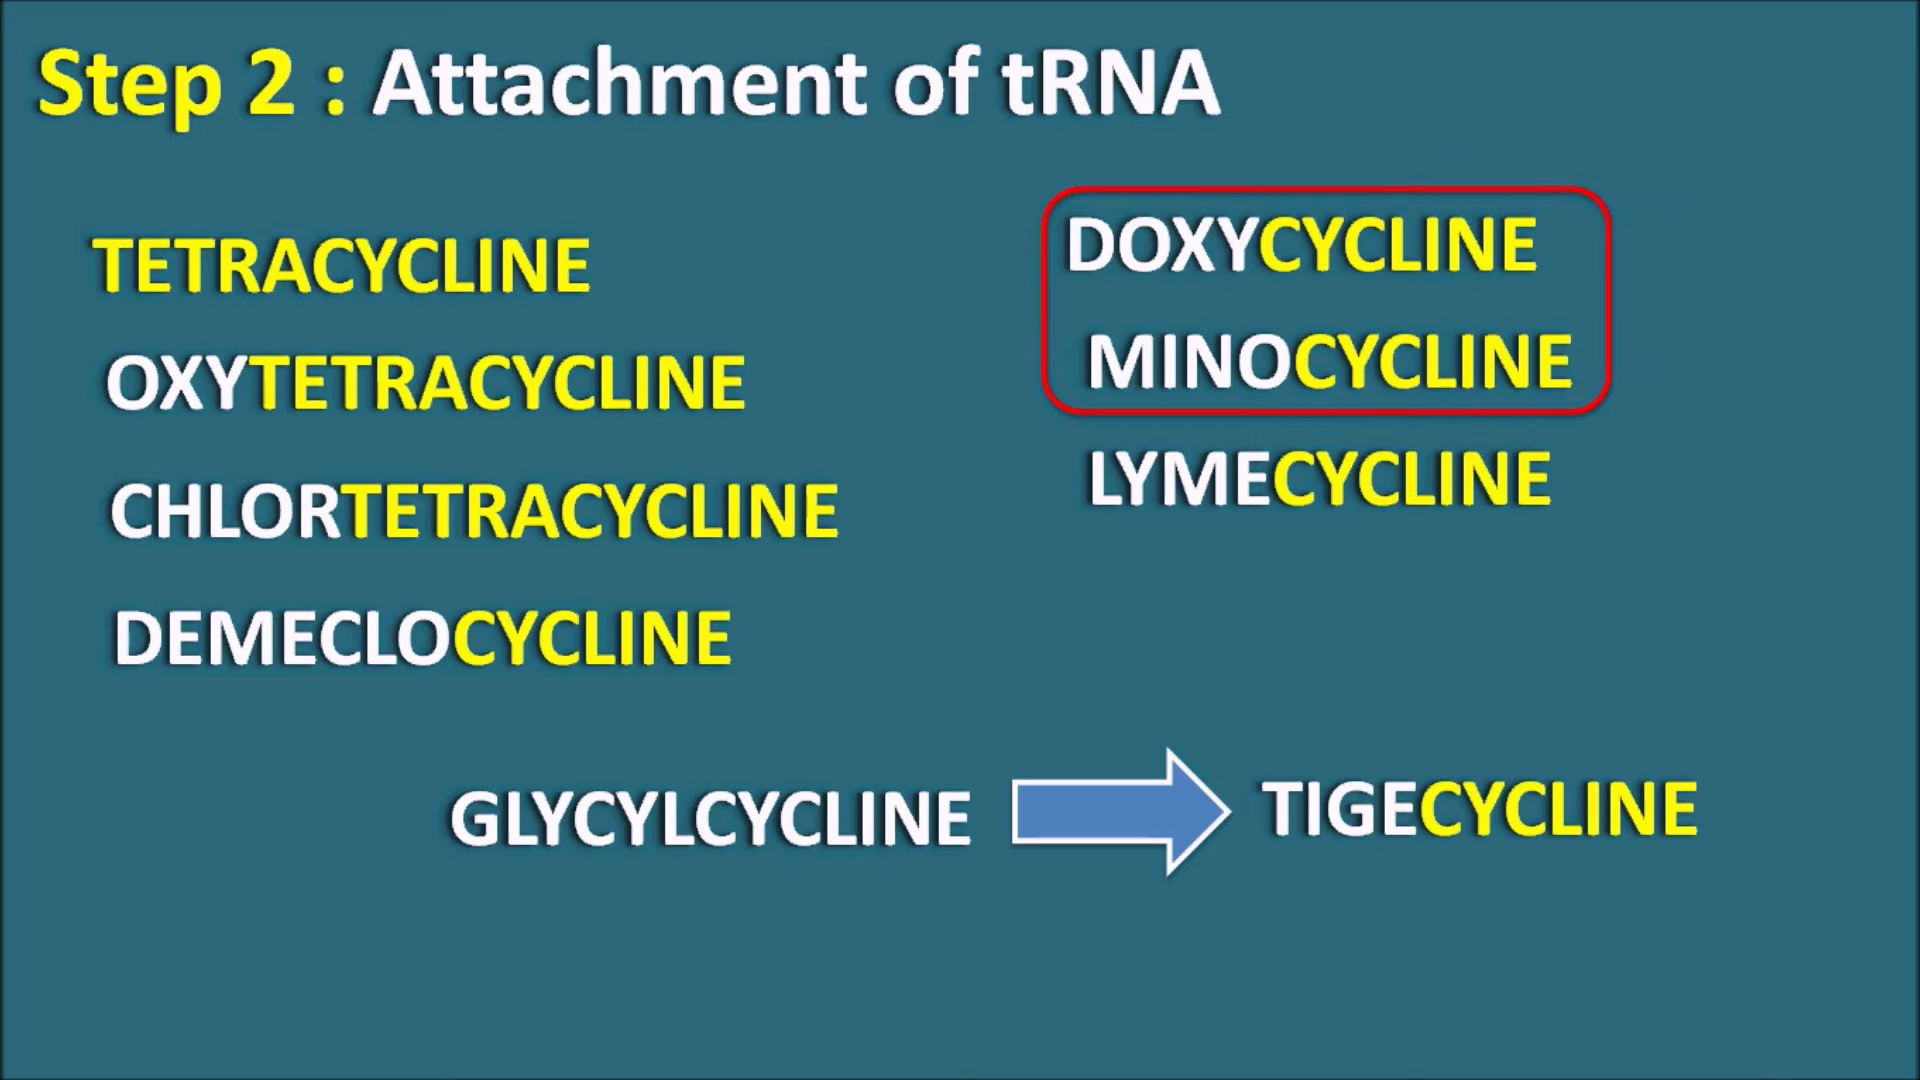 Step 2 : Attachment of tRNA
TETRACYCLINE
OXYTETRACYCLINE
CHLORTETRACYCLINE
DEMECLOCYCLINE
DOXYCYCLINE
MINOCYCLINE
LYMECYCLINE
GLYCYLCYCLINE
TIGECYCLINE